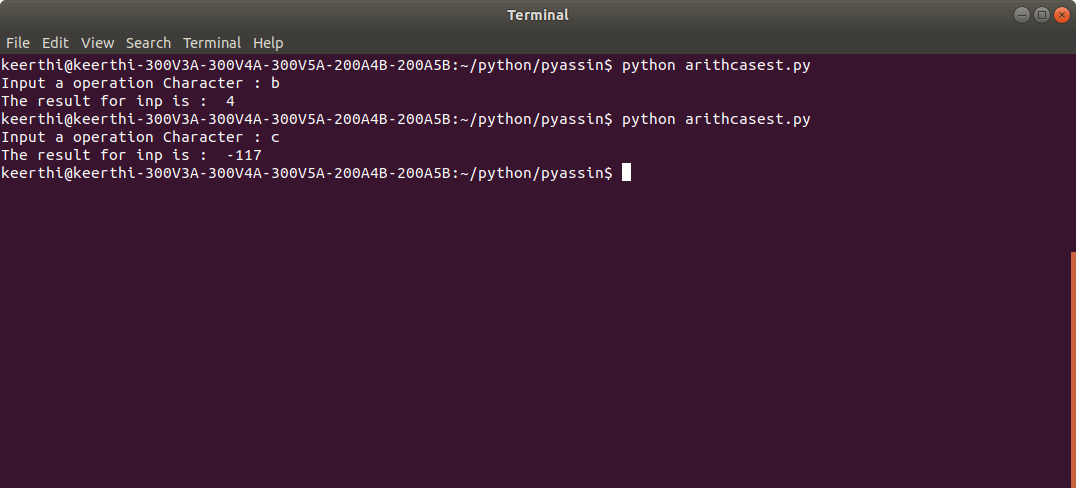 Terminal
File Edit View Search Terminal Help
keerthi@keerthi-300V3A-300V4A-300V5A-200A4B-200A5B:~/python/pyassin$ python arithcasest.py
Input a operation Character : b
The result for inp is :  4
keerthi@keerthi-300V3A-300V4A-300V5A-200A4B-200A5B:~/python/pyassin$ python arithcasest.py
Input a operation Character : c
The result for inp is :  -117
keerthi@keerthi-300V3A-300V4A-300V5A-200A4B-200A5B:~/python/pyassin$